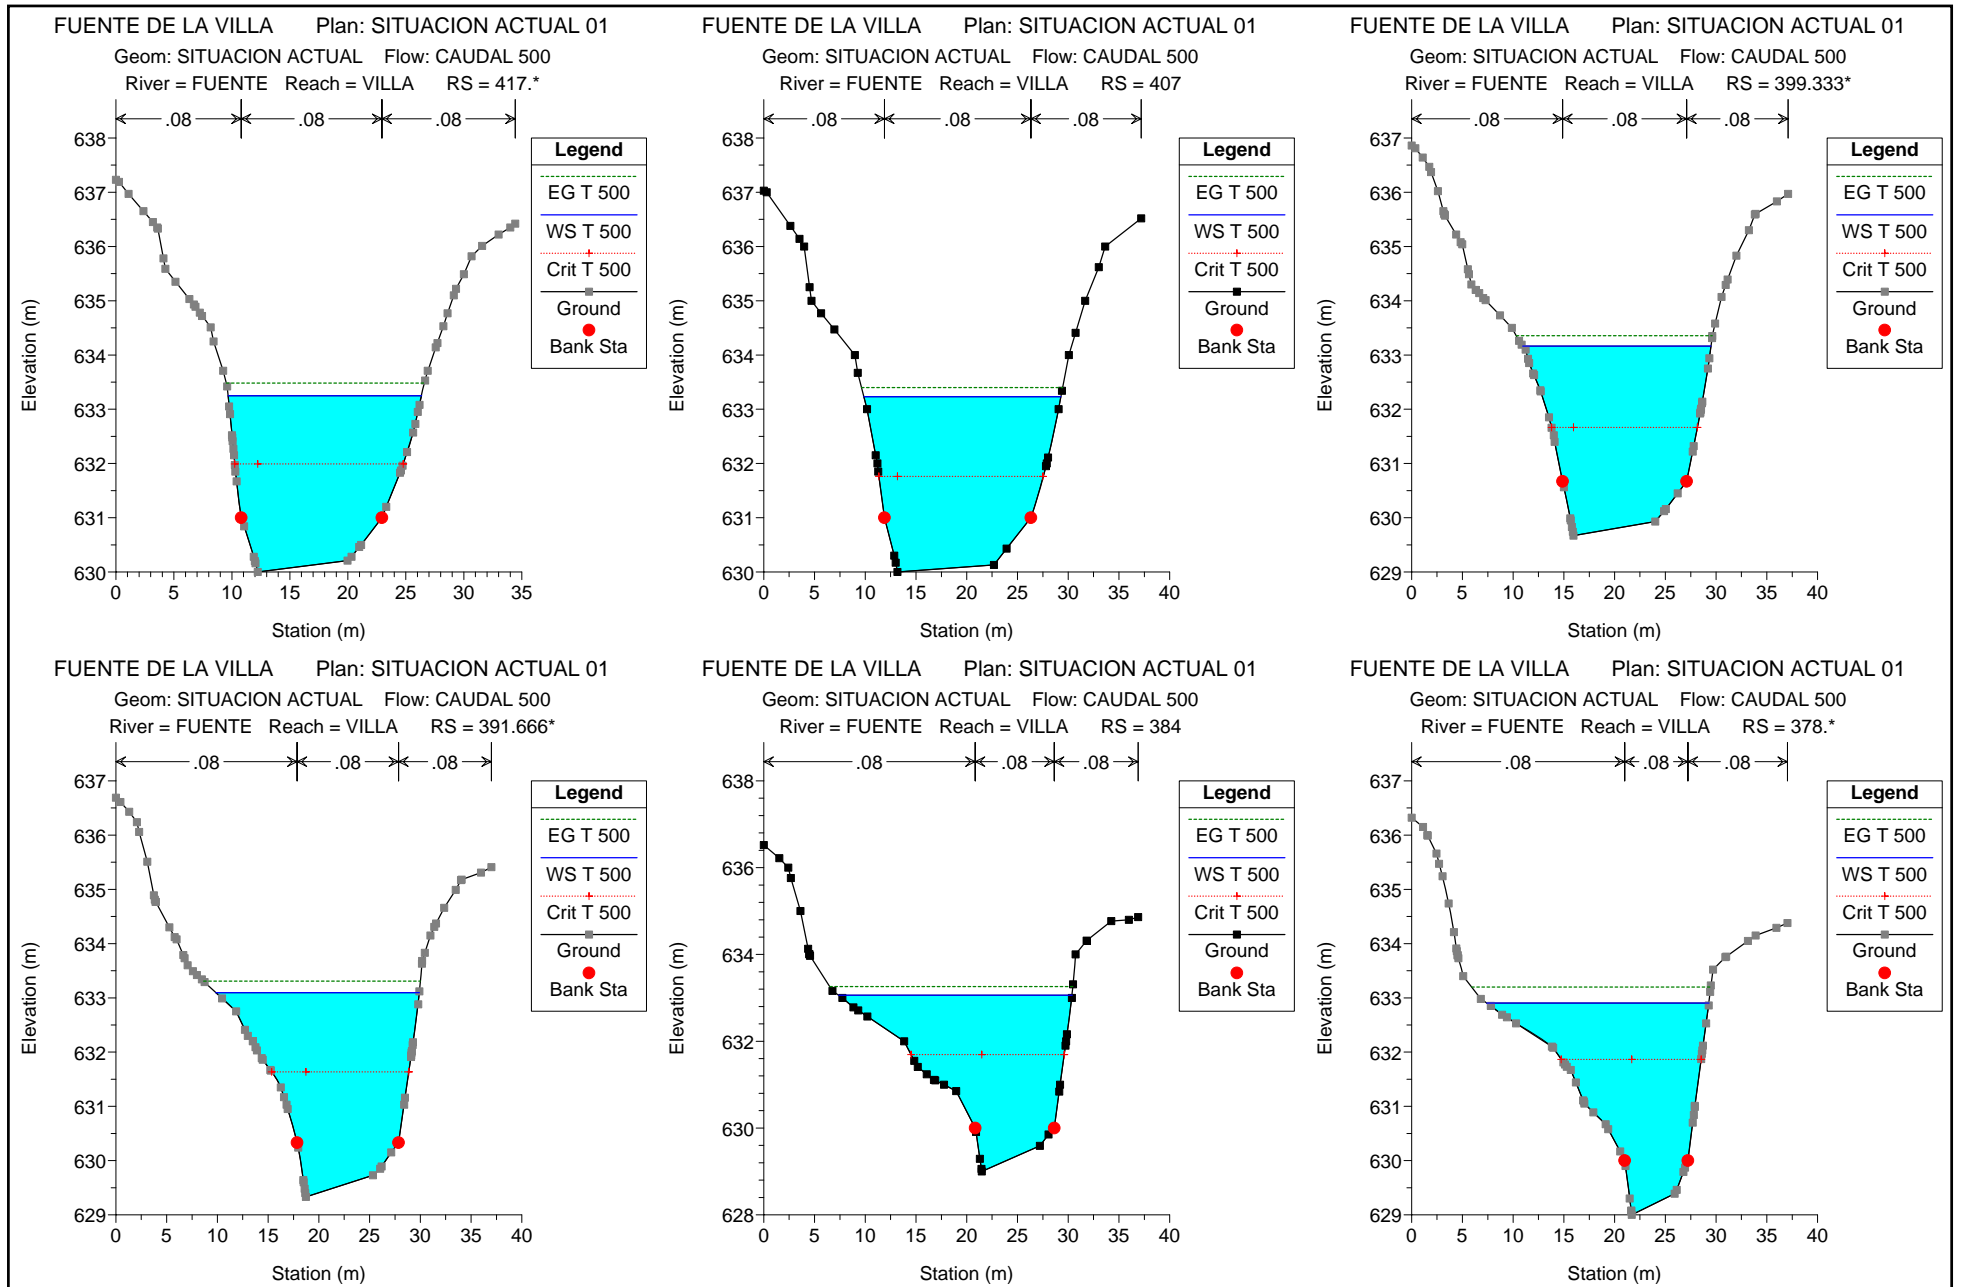 FUENTE DE LA VILLA Plan: SITUACION ACTUAL 01
Geom: SITUACION ACTUAL Flow: CAUDAL 500
River = FUENTE Reach = VILLA RS = 417.*
.08 .08 .08
Legend
EG T 500
WS T 500
Crit T 500
Ground
Bank Sta
638
637
636
635
634
633
632
631
630
Elevation (m)
0 5 10 15 20 25 30 35
Station (m)
FUENTE DE LA VILLA Plan: SITUACION ACTUAL 01
Geom: SITUACION ACTUAL Flow: CAUDAL 500
River = FUENTE Reach = VILLA RS = 407
.08 .08 .08
Legend
EG T 500
WS T 500
Crit T 500
Ground
Bank Sta
638
637
636
635
634
633
632
631
630
Elevation (m)
0 5 10 15 20 25 30 35 40
Station (m)
FUENTE DE LA VILLA Plan: SITUACION ACTUAL 01
Geom: SITUACION ACTUAL Flow: CAUDAL 500
River = FUENTE Reach = VILLA RS = 399.333*
.08 .08 .08
Legend
EG T 500
WS T 500
Crit T 500
Ground
Bank Sta
637
636
635
634
633
632
631
630
629
Elevation (m)
0 5 10 15 20 25 30 35 40
Station (m)
FUENTE DE LA VILLA Plan: SITUACION ACTUAL 01
Geom: SITUACION ACTUAL Flow: CAUDAL 500
River = FUENTE Reach = VILLA RS = 391.666*
.08 .08 .08
Legend
EG T 500
WS T 500
Crit T 500
Ground
Bank Sta
637
636
635
634
633
632
631
630
629
Elevation (m)
0 5 10 15 20 25 30 35 40
Station (m)
FUENTE DE LA VILLA Plan: SITUACION ACTUAL 01
Geom: SITUACION ACTUAL Flow: CAUDAL 500
River = FUENTE Reach = VILLA RS = 384
.08 .08 .08
Legend
EG T 500
WS T 500
Crit T 500
Ground
Bank Sta
638
636
634
632
630
628
Elevation (m)
0 5 10 15 20 25 30 35 40
Station (m)
FUENTE DE LA VILLA Plan: SITUACION ACTUAL 01
Geom: SITUACION ACTUAL Flow: CAUDAL 500
River = FUENTE Reach = VILLA RS = 378.*
.08 .08 .08
Legend
EG T 500
WS T 500
Crit T 500
Ground
Bank Sta
637
636
635
634
633
632
631
630
629
Elevation (m)
0 5 10 15 20 25 30 35 40
Station (m)